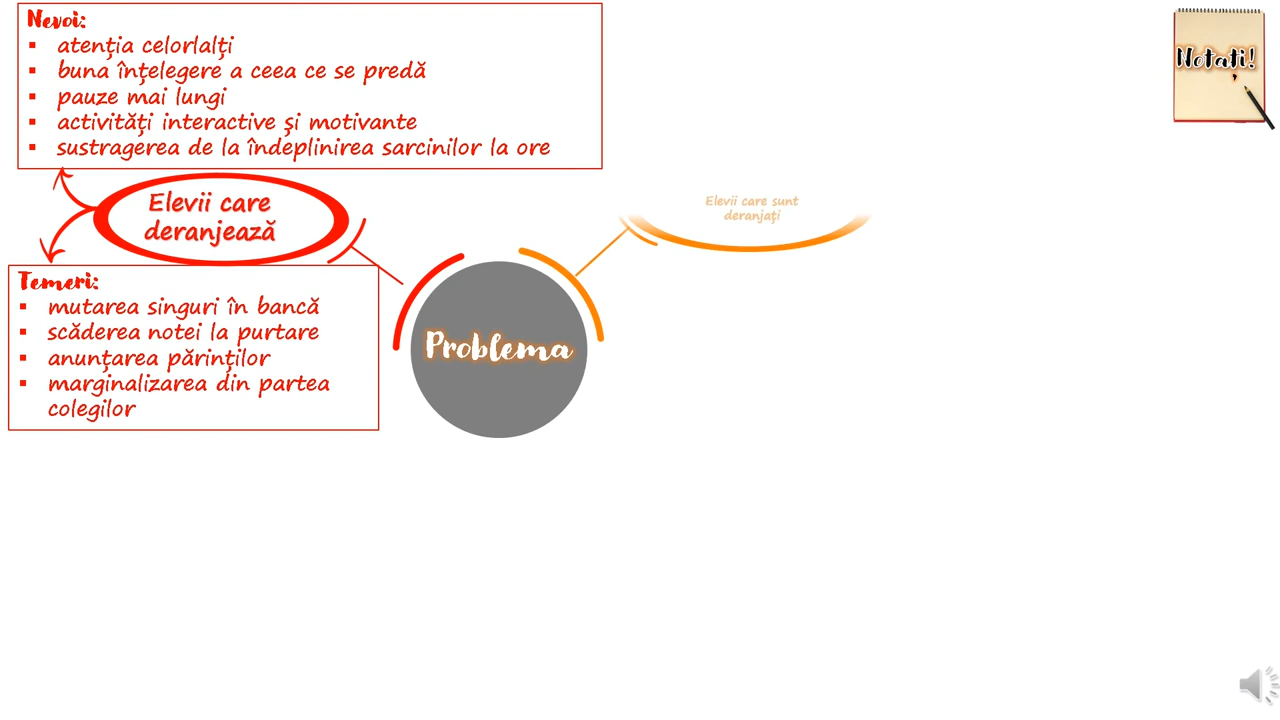 Nevoi:
▪ atenția celorlalți
▪ buna înțelegere a ceea ce se predă
▪ pauze mai lungi
▪ activități interactive și motivante
▪ sustragerea de la îndeplinirea sarcinilor la ore
Notați!
Elevii care
deranjează
Elevii care sunt
deranjați
Temeri:
▪ mutarea singuri în bancă
▪ scăderea notei la purtare
▪ anunțarea părinților
▪ marginalizarea din partea
colegilor
Problema